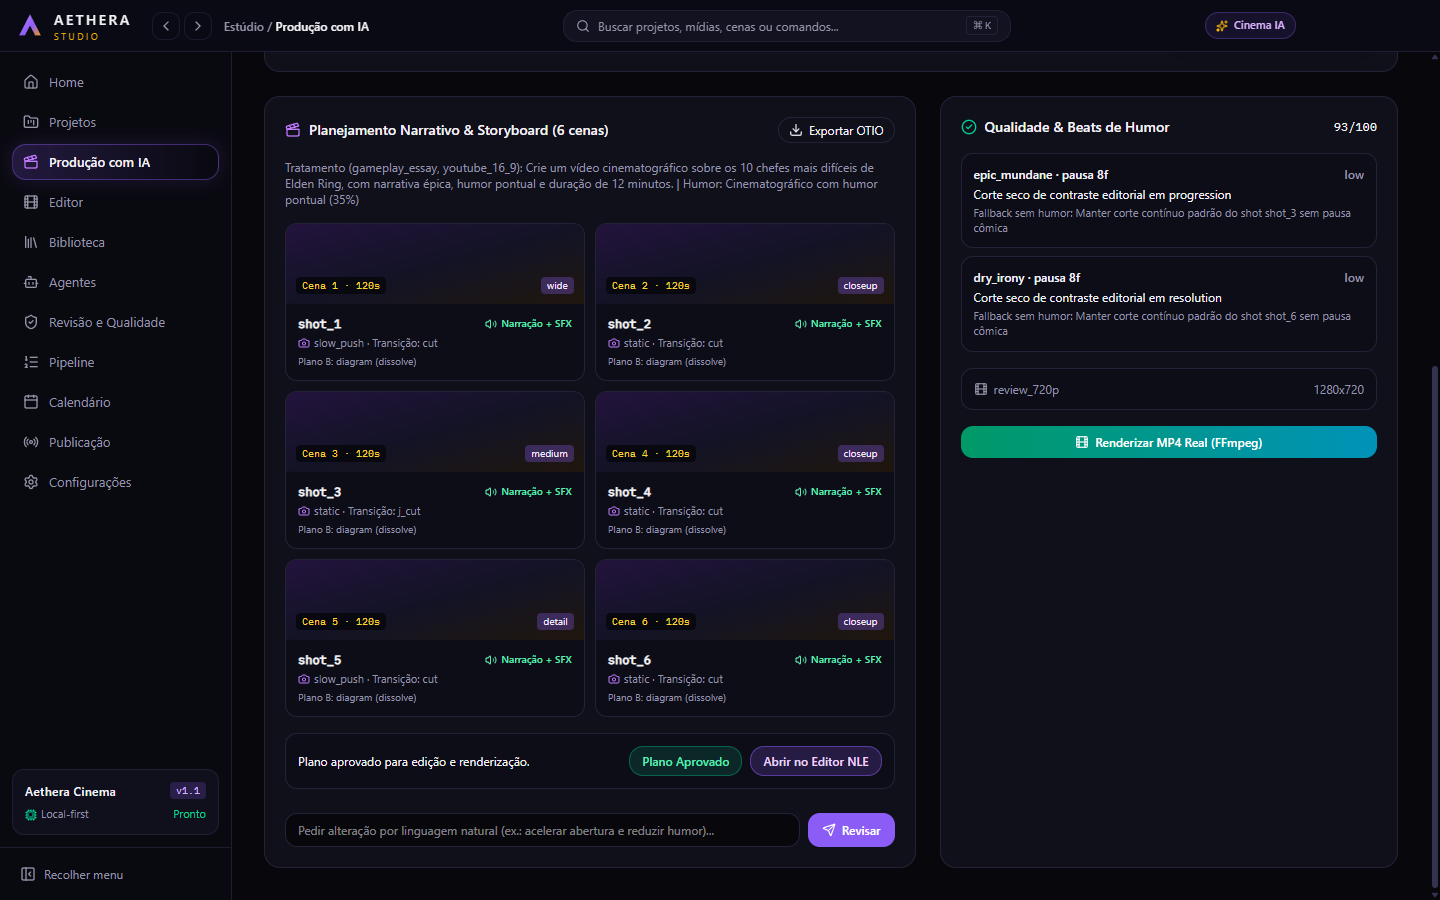 AETHERA
STUDIO
Estúdio / Produção com IA
Buscar projetos, mídias, cenas ou comandos...
⌘ K
Cinema IA
Home
Projetos
Produção com IA
Editor
Biblioteca
Agentes
Revisão e Qualidade
Pipeline
Calendário
Publicação
Configurações
Aethera Cinema
v1.1
Local-first
Pronto
Recolher menu
Planejamento Narrativo & Storyboard (6 cenas)
Exportar OTIO
Tratamento (gameplay_essay, youtube_16_9): Crie um vídeo cinematográfico sobre os 10 chefes mais difíceis de
Elden Ring, com narrativa épica, humor pontual e duração de 12 minutos. | Humor: Cinematográfico com humor
pontual (35%)
Cena 1 · 120s
wide
shot_1
Narração + SFX
slow_push · Transição: cut
Plano B: diagram (dissolve)
Cena 2 · 120s
closeup
shot_2
Narração + SFX
static · Transição: cut
Plano B: diagram (dissolve)
Cena 3 · 120s
medium
shot_3
Narração + SFX
static · Transição: j_cut
Plano B: diagram (dissolve)
Cena 4 · 120s
closeup
shot_4
Narração + SFX
static · Transição: cut
Plano B: diagram (dissolve)
Cena 5 · 120s
detail
shot_5
Narração + SFX
slow_push · Transição: cut
Plano B: diagram (dissolve)
Cena 6 · 120s
closeup
shot_6
Narração + SFX
static · Transição: cut
Plano B: diagram (dissolve)
Plano aprovado para edição e renderização.
Plano Aprovado
Abrir no Editor NLE
Pedir alteração por linguagem natural (ex.: acelerar abertura e reduzir humor)...
Revisar
Qualidade & Beats de Humor
93/100
epic_mundane · pausa 8f
low
Corte seco de contraste editorial em progression
Fallback sem humor: Manter corte contínuo padrão do shot shot_3 sem pausa
cômica
dry_irony · pausa 8f
low
Corte seco de contraste editorial em resolution
Fallback sem humor: Manter corte contínuo padrão do shot shot_6 sem pausa
cômica
review_720p
1280x720
Renderizar MP4 Real (FFmpeg)